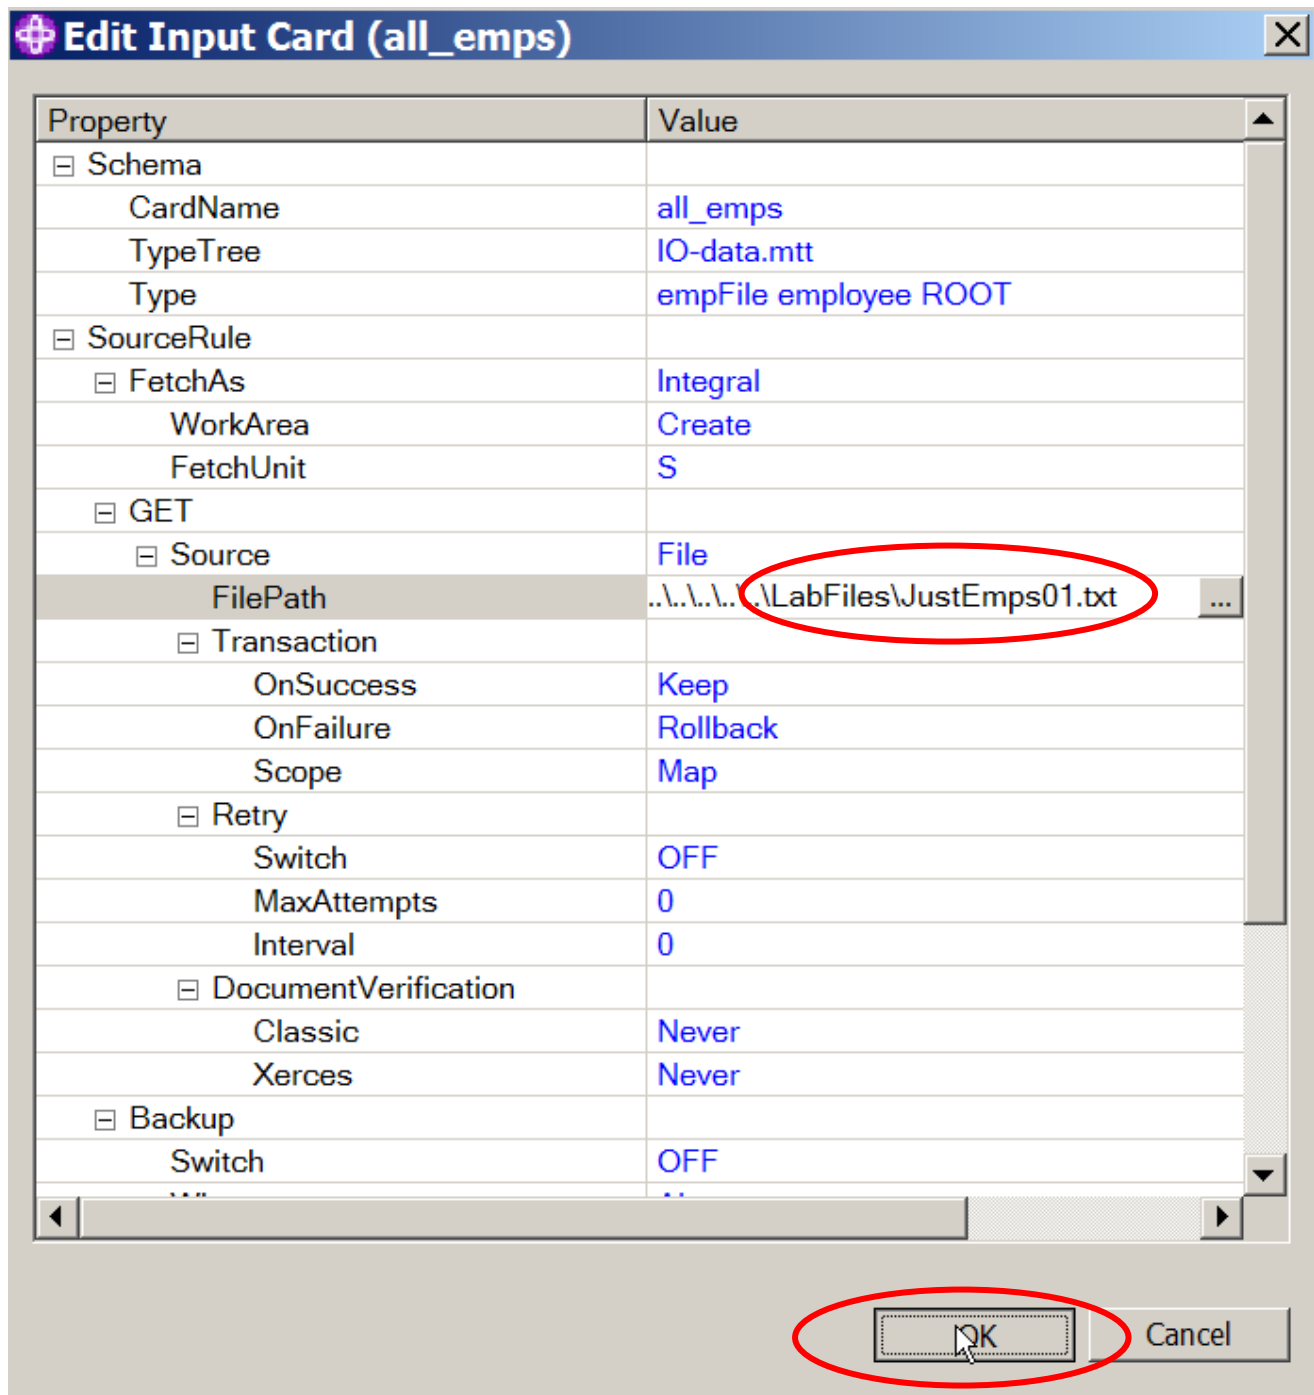 Edit Input Card (all_emps)
Property Value
Schema
CardName all_emps
TypeTree IO-data.mtt
Type empFile employee ROOT
SourceRule
FetchAs Integral
WorkArea Create
FetchUnit S
GET
Source File
FilePath ..\..\..\..\..\LabFiles\JustEmps01.txt ...
Transaction
OnSuccess Keep
OnFailure Rollback
Scope Map
Retry
Switch OFF
MaxAttempts 0
Interval 0
DocumentVerification
Classic Never
Xerces Never
Backup
Switch OFF
OK Cancel